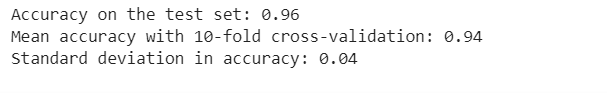 Accuracy on the test set: 0.96
Mean accuracy with 10-fold cross-validation: 0.94
Standard deviation in accuracy: 0.04